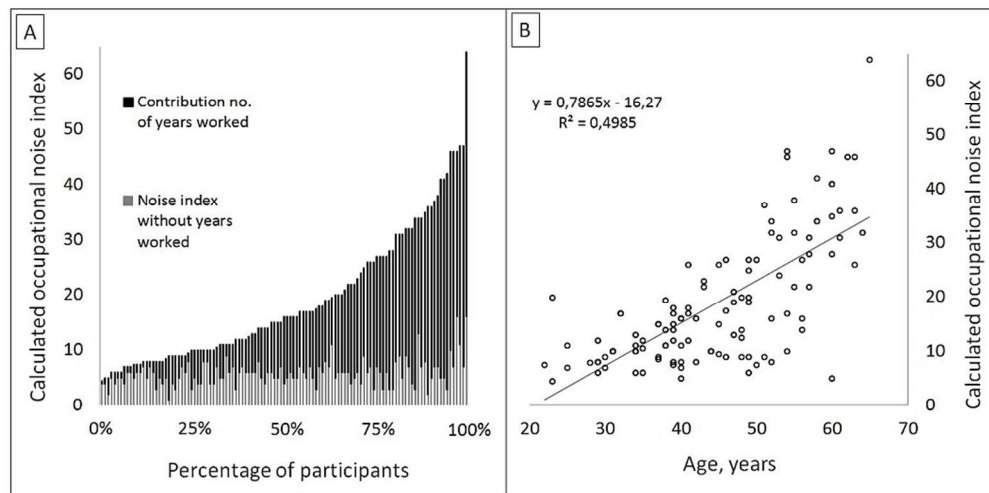 A
Calculated occupational noise index
60
50
40
30
20
10
0
Contribution no.
of years worked
Noise index
without years
worked
0%
25%
50%
75%
100%
Percentage of participants
B
y = 0,7865x - 16,27
R² = 0,4985
60
50
40
30
20
10
0
Calculated occupational noise index
20
30
40
50
60
70
Age, years